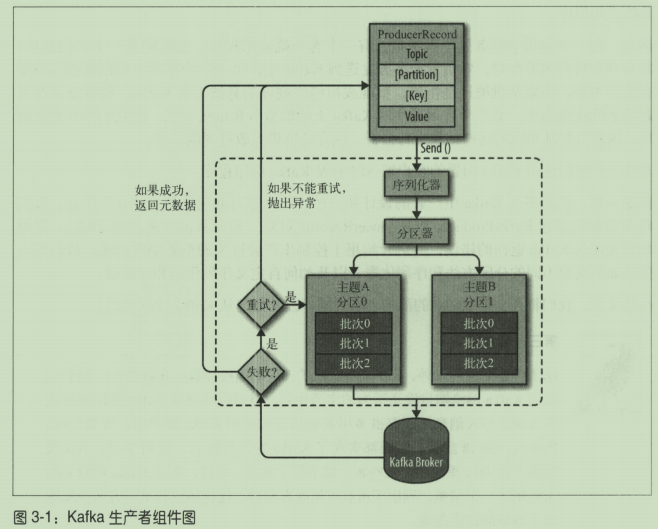 ProducerRecord
Topic
[Partition]
[Key]
Value
Send ()
如果成功，
返回元数据
如果不能重试，
抛出异常
序列化器
分区器
主题A
分区0
批次0
批次1
批次2
主题B
分区1
批次0
批次1
批次2
重试？
是
是
失败？
Kafka Broker
图 3-1：Kafka 生产者组件图